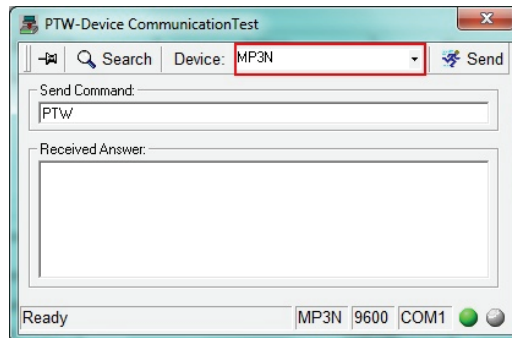 PTW-Device CommunicationTest
Search Device: MP3N Send
Send Command:
PTW
Received Answer:
Ready MP3N 9600 COM1